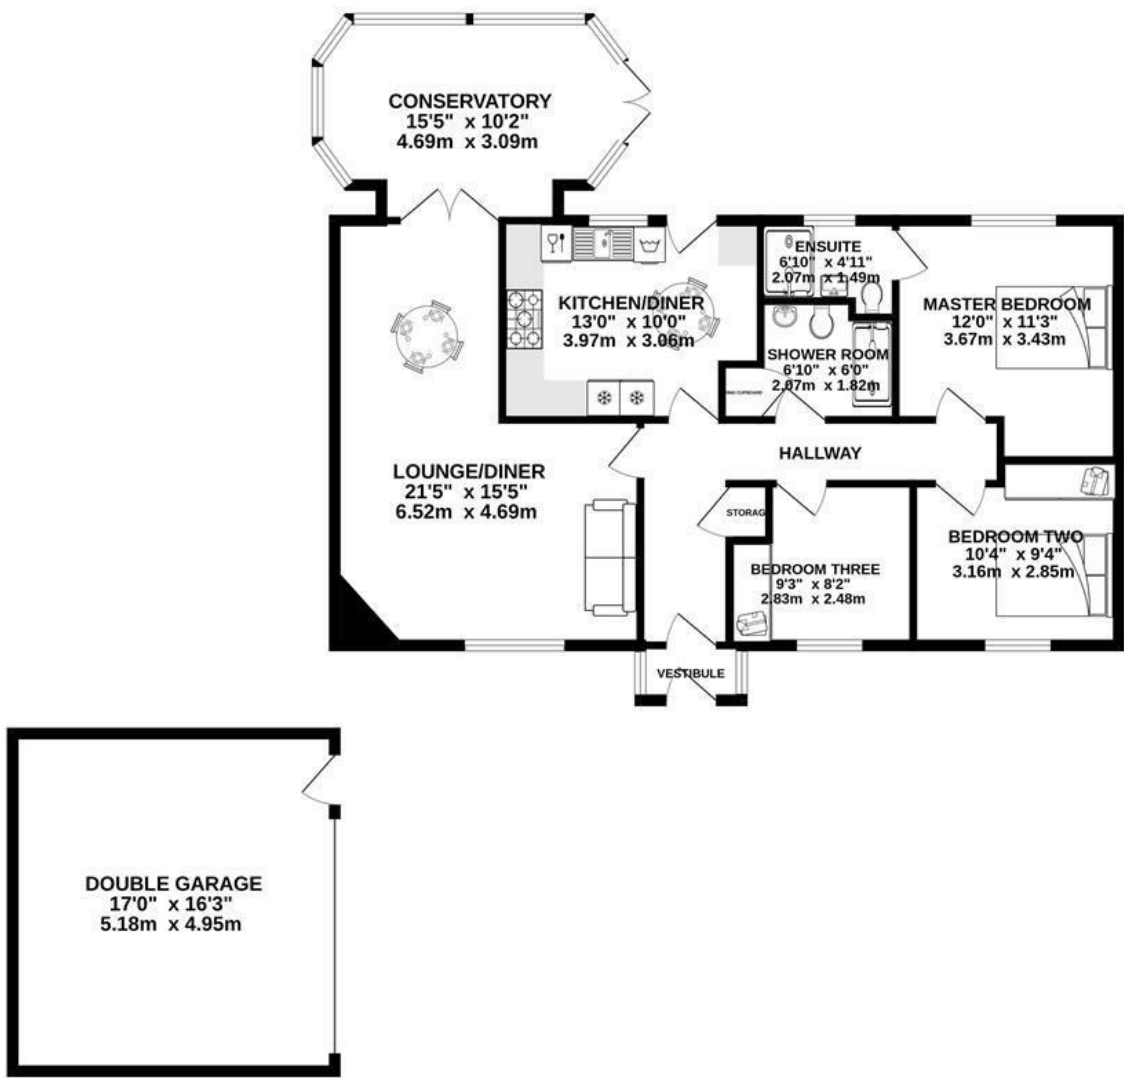 CONSERVATORY
15'5" x 10'2"
4.69m x 3.09m
ENSUITE
6'10" x 4'11"
2.07m x 1.49m
KITCHEN/DINER
13'0" x 10'0"
3.97m x 3.06m
MASTER BEDROOM
12'0" x 11'3"
3.67m x 3.43m
SHOWER ROOM
6'10" x 6'0"
2.07m x 1.82m
CUPBOARD
HALLWAY
LOUNGE/DINER
21'5" x 15'5"
6.52m x 4.69m
STORAG
BEDROOM TWO
10'4" x 9'4"
3.16m x 2.85m
BEDROOM THREE
9'3" x 8'2"
2.83m x 2.48m
VESTIBULE
DOUBLE GARAGE
17'0" x 16'3"
5.18m x 4.95m